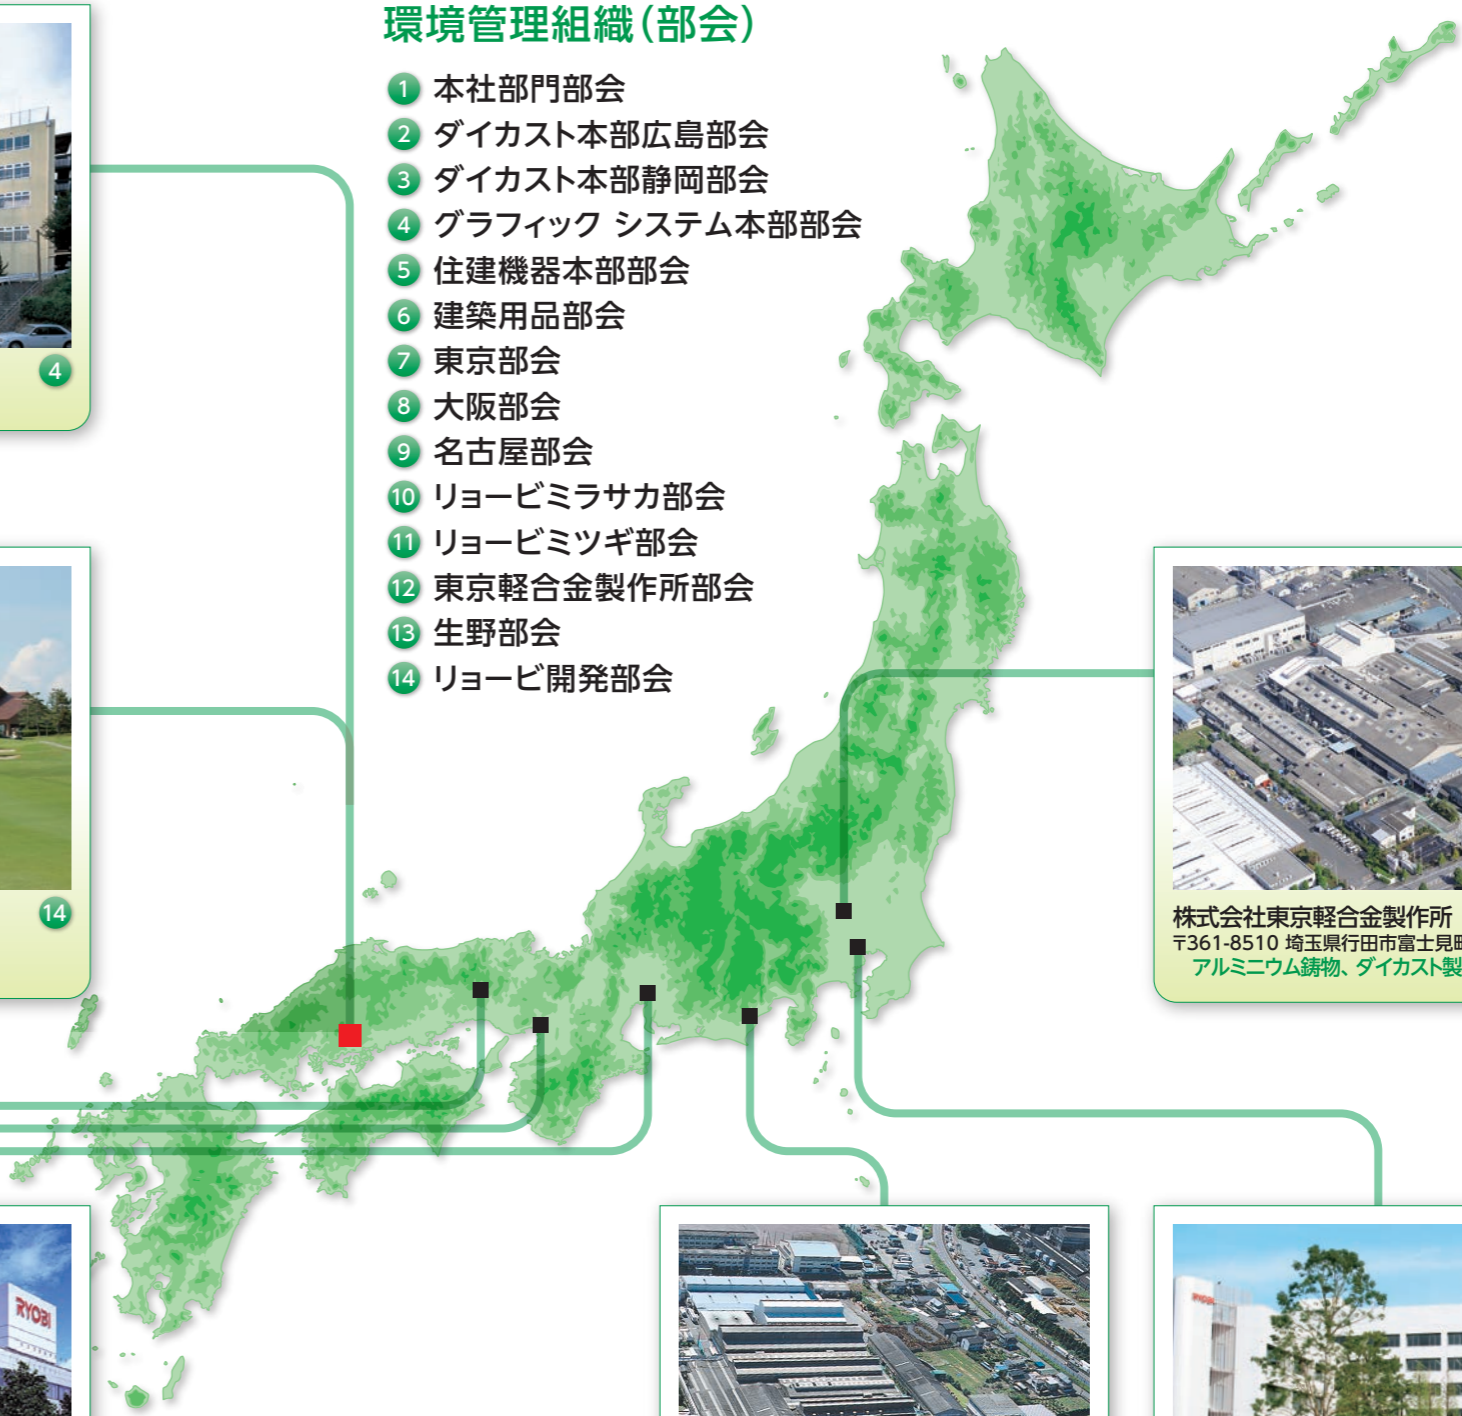 環境管理組織（部会）
1 本社部門部会
2 ダイカスト本部広島部会
3 ダイカスト本部静岡部会
4 グラフィック システム本部部会
5 住建機器本部部会
6 建築用品部会
7 東京部会
8 大阪部会
9 名古屋部会
10 リョービミラサカ部会
11 リョービミツギ部会
12 東京軽合金製作所部会
13 生野部会
14 リョービ開発部会
4
14
株式会社東京軽合金製作所
〒361-8510 埼玉県行田市富士見町
アルミニウム鋳物、ダイカスト製
RYOBI
RYOBI